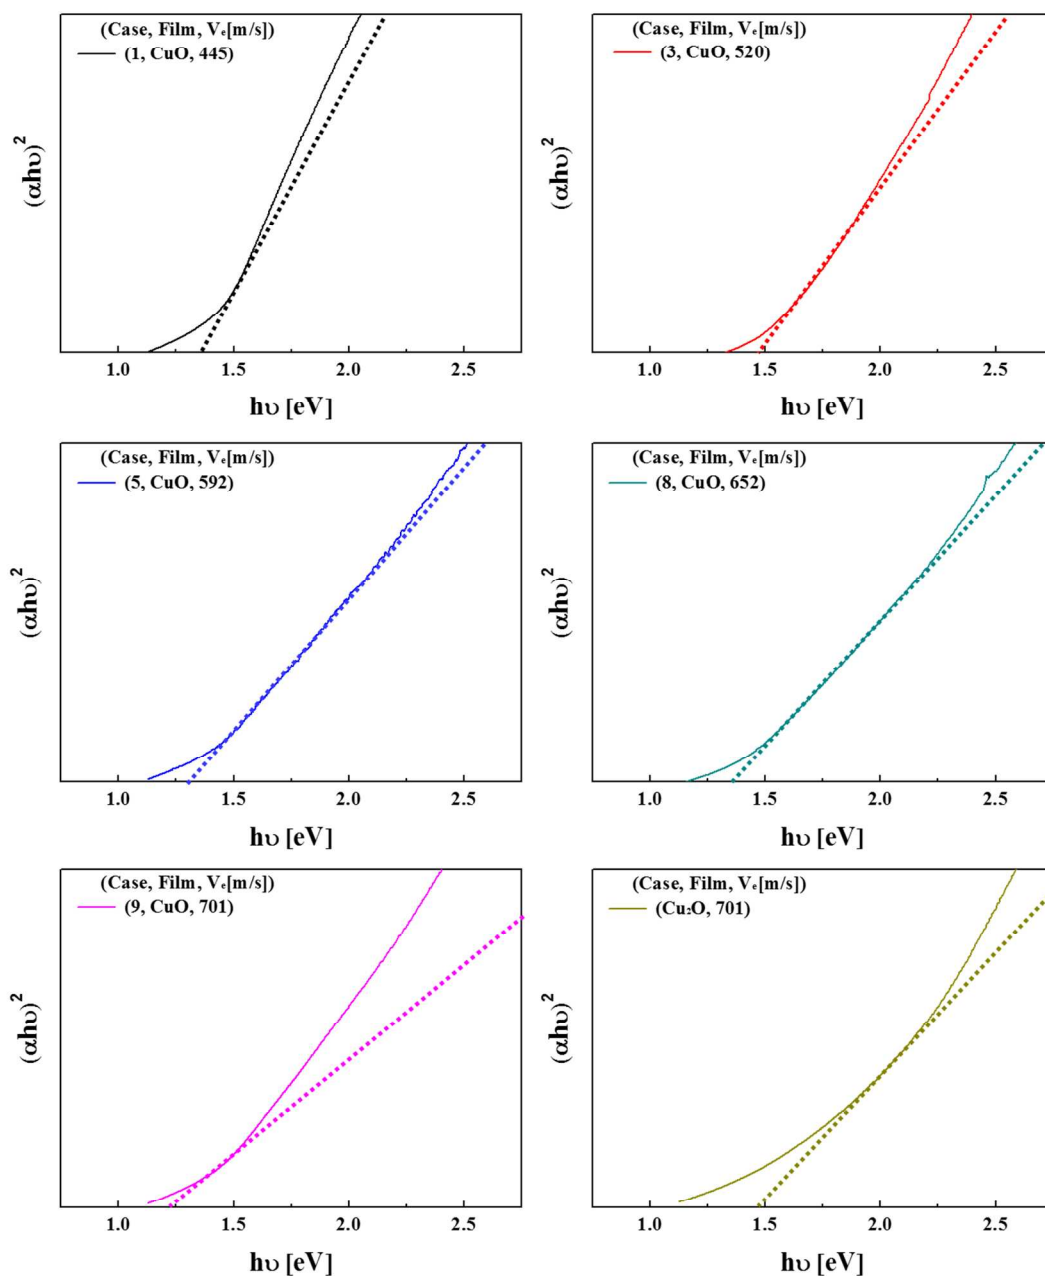 (Case, Film, Vₑ[m/s])
(1, CuO, 445)
(αhυ)²
1.0 1.5 2.0 2.5
hυ [eV]
(Case, Film, Vₑ[m/s])
(3, CuO, 520)
(αhυ)²
1.0 1.5 2.0 2.5
hυ [eV]
(Case, Film, Vₑ[m/s])
(5, CuO, 592)
(αhυ)²
1.0 1.5 2.0 2.5
hυ [eV]
(Case, Film, Vₑ[m/s])
(8, CuO, 652)
(αhυ)²
1.0 1.5 2.0 2.5
hυ [eV]
(Case, Film, Vₑ[m/s])
(9, CuO, 701)
(αhυ)²
1.0 1.5 2.0 2.5
hυ [eV]
(Case, Film, Vₑ[m/s])
(Cu₂O, 701)
(αhυ)²
1.0 1.5 2.0 2.5
hυ [eV]